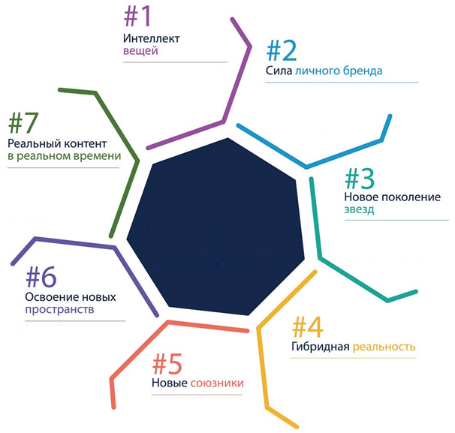 #1
Интеллект
вещей
#2
Сила личного бренда
#3
Новое поколение
звезд
#4
Гибридная реальность
#5
Новые союзники
#6
Освоение новых
пространств
#7
Реальный контент
в реальном времени